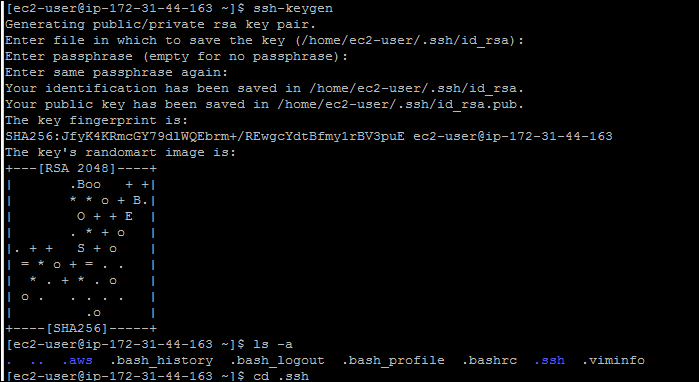 [ec2-user@ip-172-31-44-163 ~]$ ssh-keygen
Generating public/private rsa key pair.
Enter file in which to save the key (/home/ec2-user/.ssh/id_rsa):
Enter passphrase (empty for no passphrase):
Enter same passphrase again:
Your identification has been saved in /home/ec2-user/.ssh/id_rsa.
Your public key has been saved in /home/ec2-user/.ssh/id_rsa.pub.
The key fingerprint is:
SHA256:JfyK4KRmcGY79dlWQEbrm+/REwgcYdtBfmy1rBV3puE ec2-user@ip-172-31-44-163
The key's randomart image is:
+---[RSA 2048]----+
|       .Boo   + +|
|       * * o + B.|
|        O + + E  |
|       . * + o   |
|. + +   S + o    |
| = * o + = . .   |
|  * . + * . o    |
| o .   . . . .   |
|         .o      |
+----[SHA256]-----+
[ec2-user@ip-172-31-44-163 ~]$ ls -a
.  ..  .aws  .bash_history  .bash_logout  .bash_profile  .bashrc  .ssh  .viminfo
[ec2-user@ip-172-31-44-163 ~]$ cd .ssh